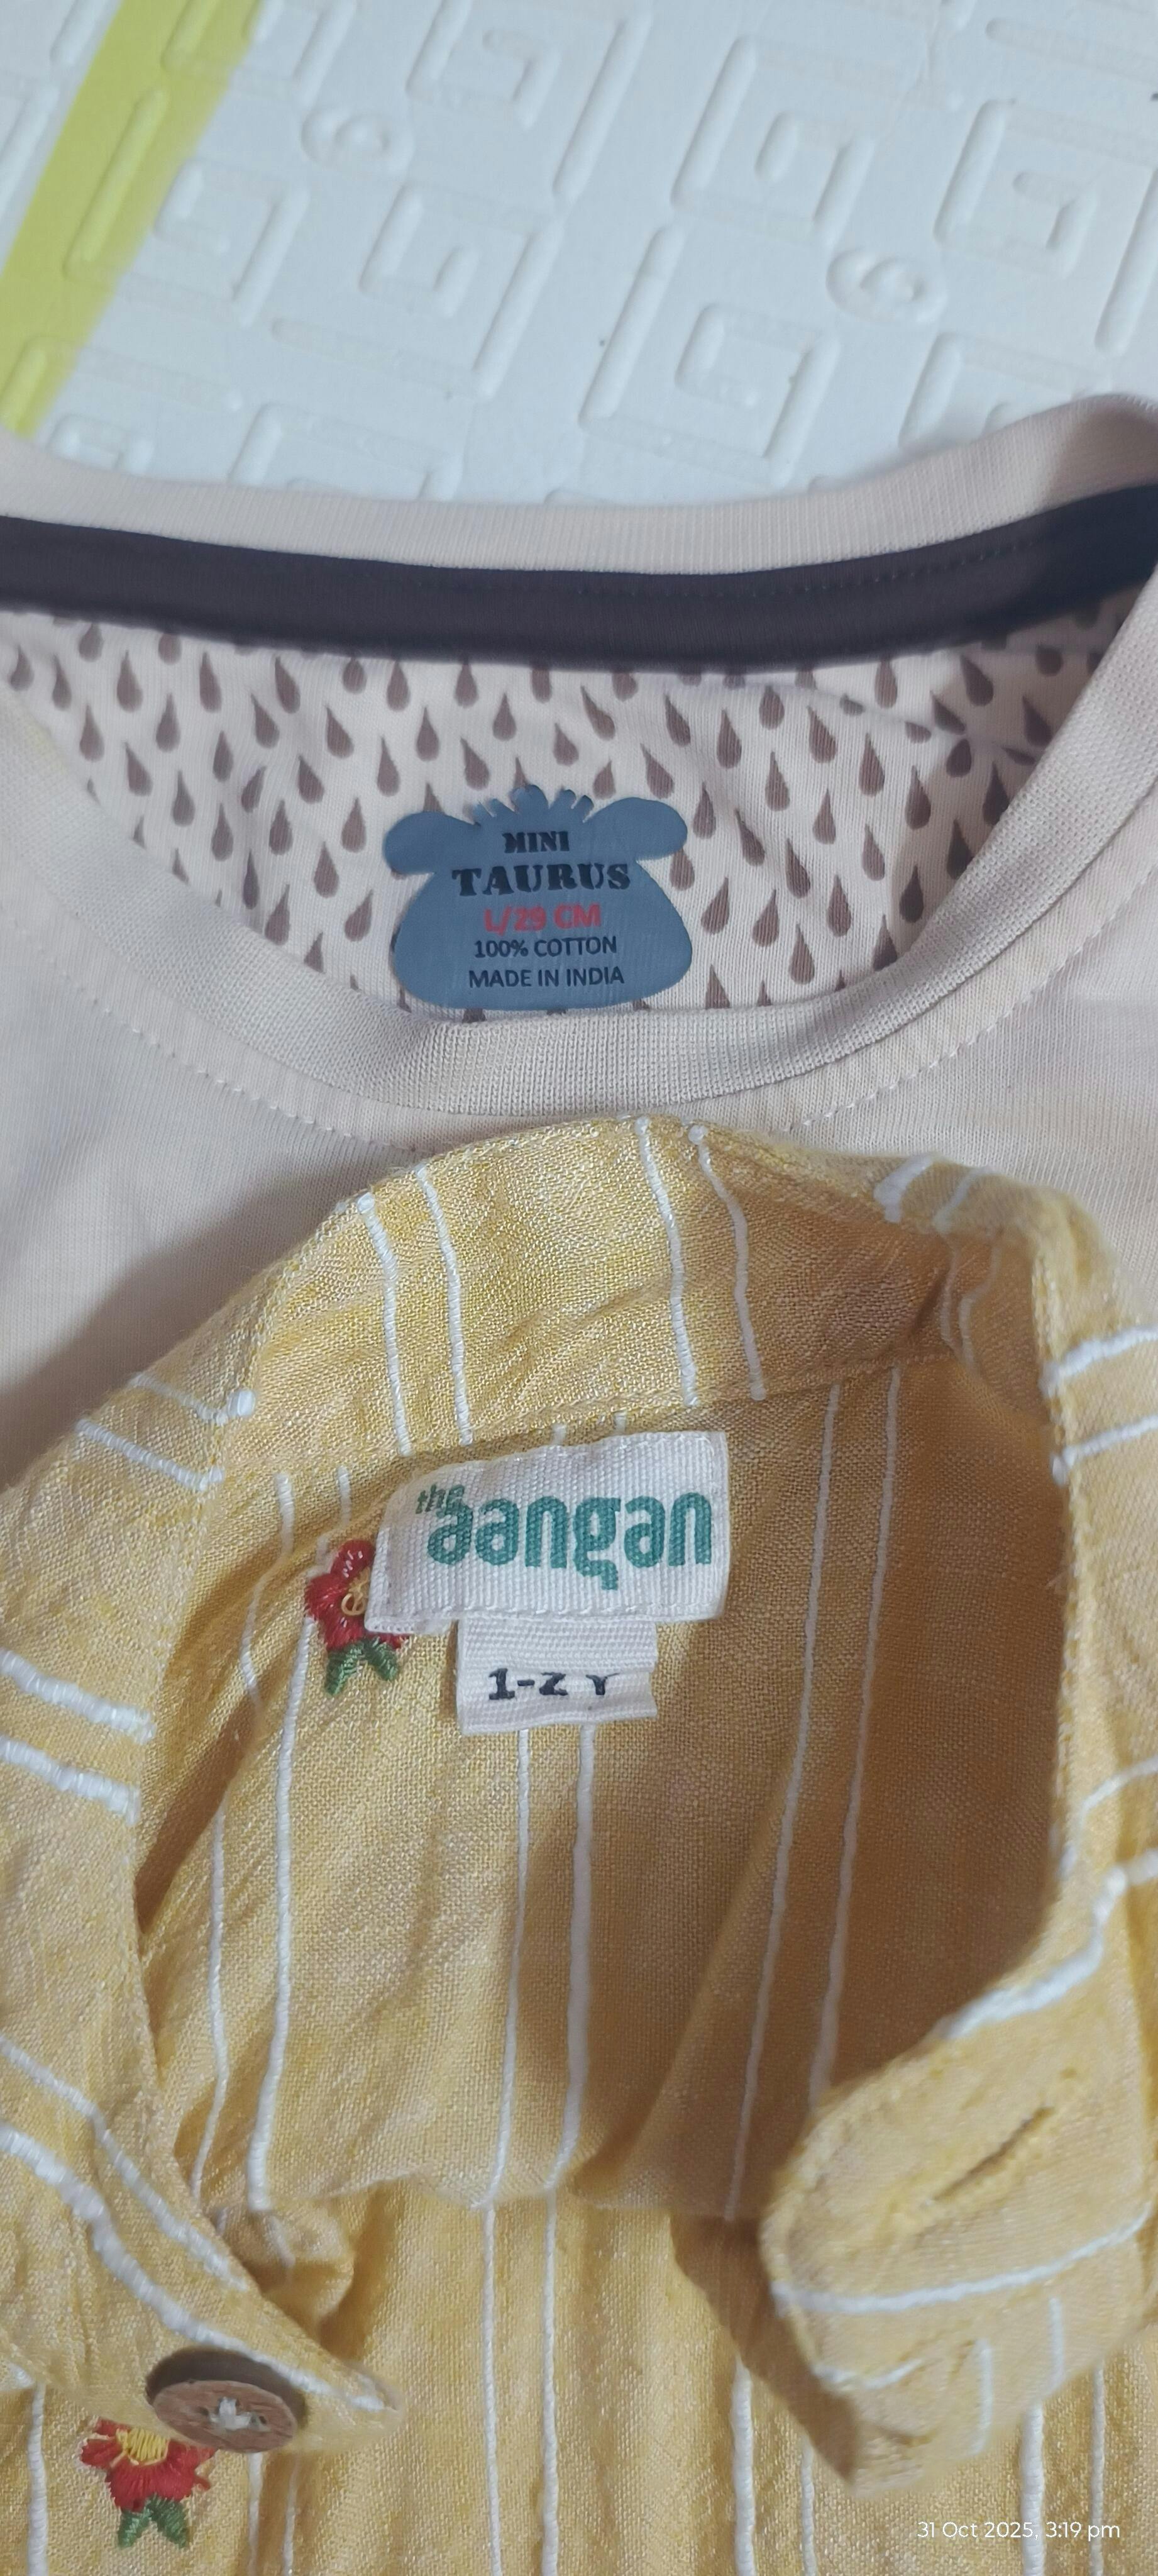 MINI
TAURUS
L/29 CM
100% COTTON
MADE IN INDIA
the
aangan
1-2 Y
31 Oct 2025, 3:19 pm